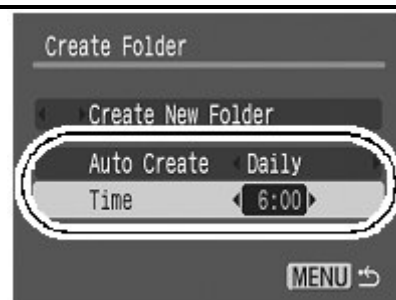 Create Folder
Create New Folder
Auto Create Daily
Time 6:00
MENU